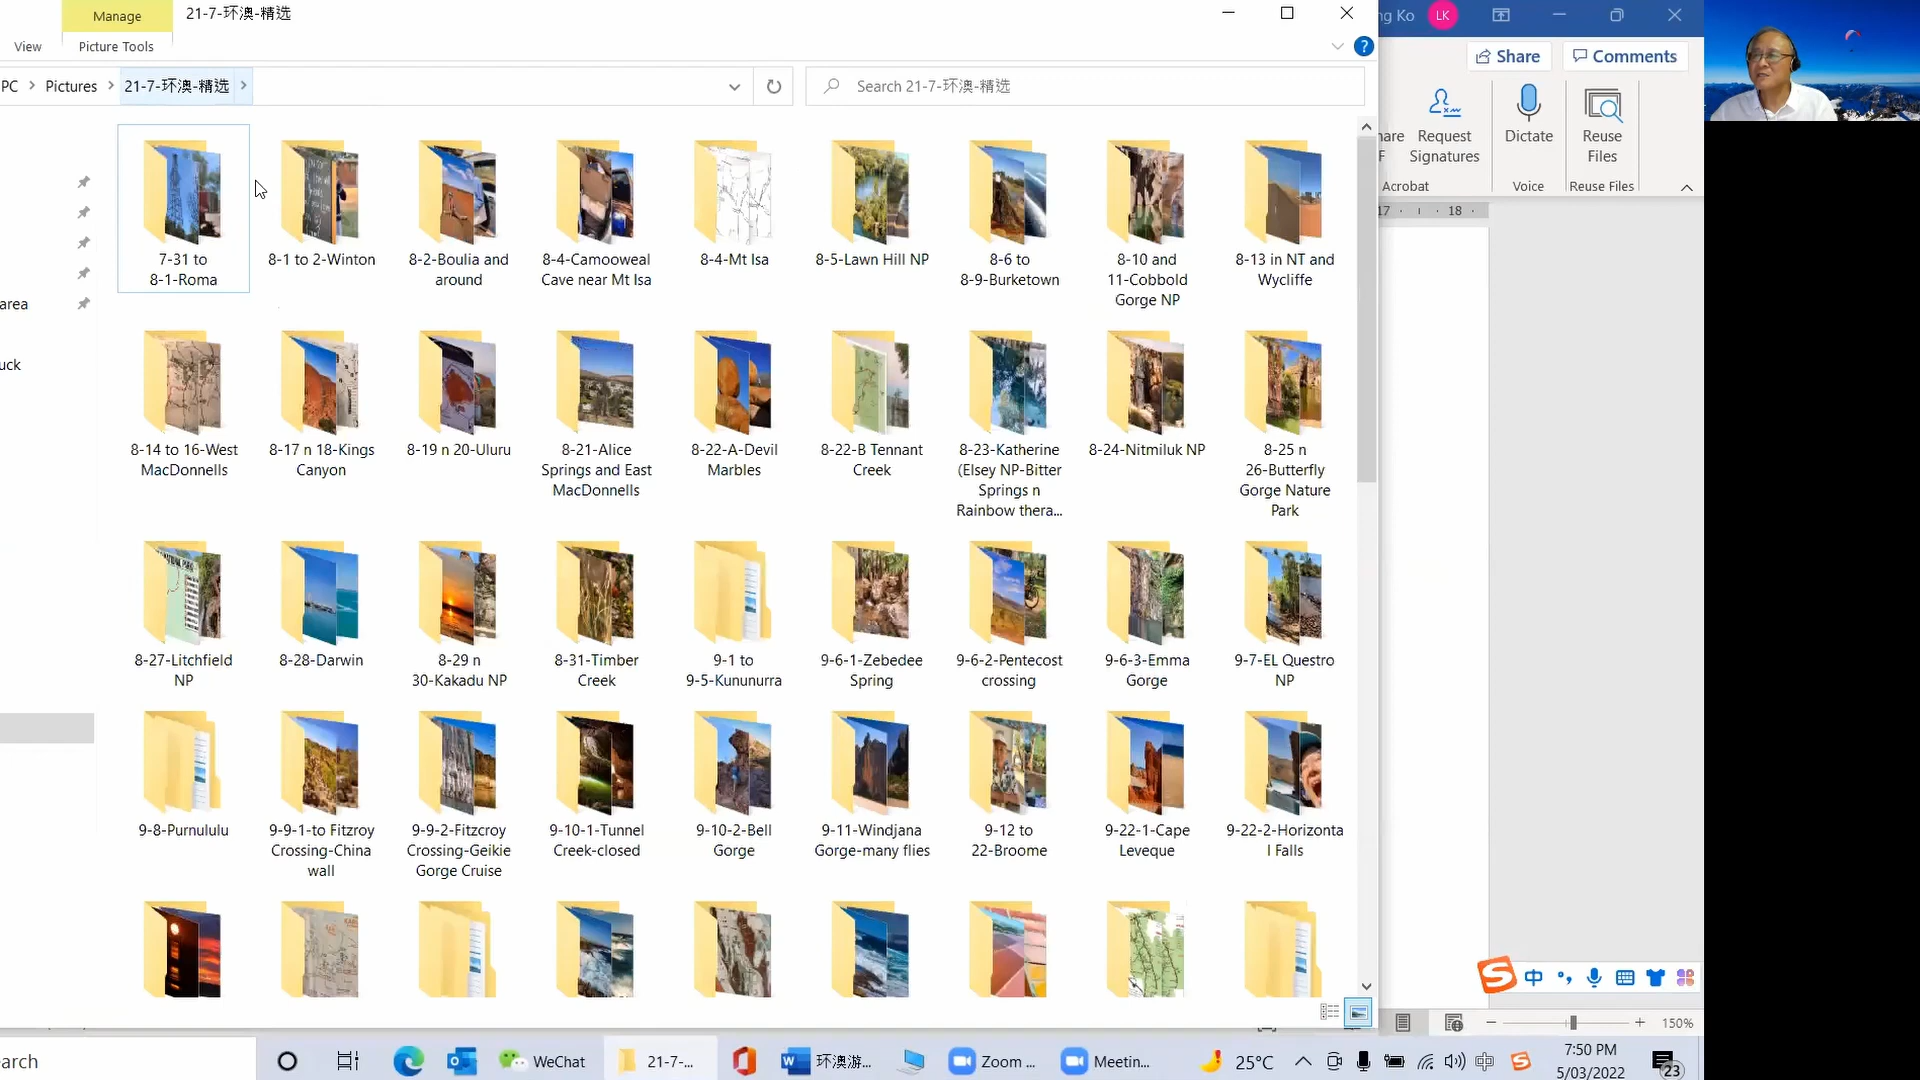 Manage
21-7-环澳-精选
View
Picture Tools
ng Ko
LK
Share
Comments
PC
Pictures
21-7-环澳-精选
Search 21-7-环澳-精选
Request
Signatures
Acrobat
Dictate
Voice
Reuse
Files
Reuse Files
17
18
area
7-31 to
8-1-Roma
8-1 to 2-Winton
8-2-Boulia and
around
8-4-Camooweal
Cave near Mt Isa
8-4-Mt Isa
8-5-Lawn Hill NP
8-6 to
8-9-Burketown
8-10 and
11-Cobbold
Gorge NP
8-13 in NT and
Wycliffe
uck
8-14 to 16-West
MacDonnells
8-17 n 18-Kings
Canyon
8-19 n 20-Uluru
8-21-Alice
Springs and East
MacDonnells
8-22-A-Devil
Marbles
8-22-B Tennant
Creek
8-23-Katherine
(Elsey NP-Bitter
Springs n
Rainbow thera...
8-24-Nitmiluk NP
8-25 n
26-Butterfly
Gorge Nature
Park
8-27-Litchfield
NP
8-28-Darwin
8-29 n
30-Kakadu NP
8-31-Timber
Creek
9-1 to
9-5-Kununurra
9-6-1-Zebedee
Spring
9-6-2-Pentecost
crossing
9-6-3-Emma
Gorge
9-7-EL Questro
NP
9-8-Purnululu
9-9-1-to Fitzroy
Crossing-China
wall
9-9-2-Fitzcroy
Crossing-Geikie
Gorge Cruise
9-10-1-Tunnel
Creek-closed
9-10-2-Bell
Gorge
9-11-Windjana
Gorge-many flies
9-12 to
22-Broome
9-22-1-Cape
Leveque
9-22-2-Horizonta
l Falls
中
150%
earch
WeChat
21-7-...
环澳游...
Zoom ...
Meetin...
25°C
7:50 PM
5/03/2022
23